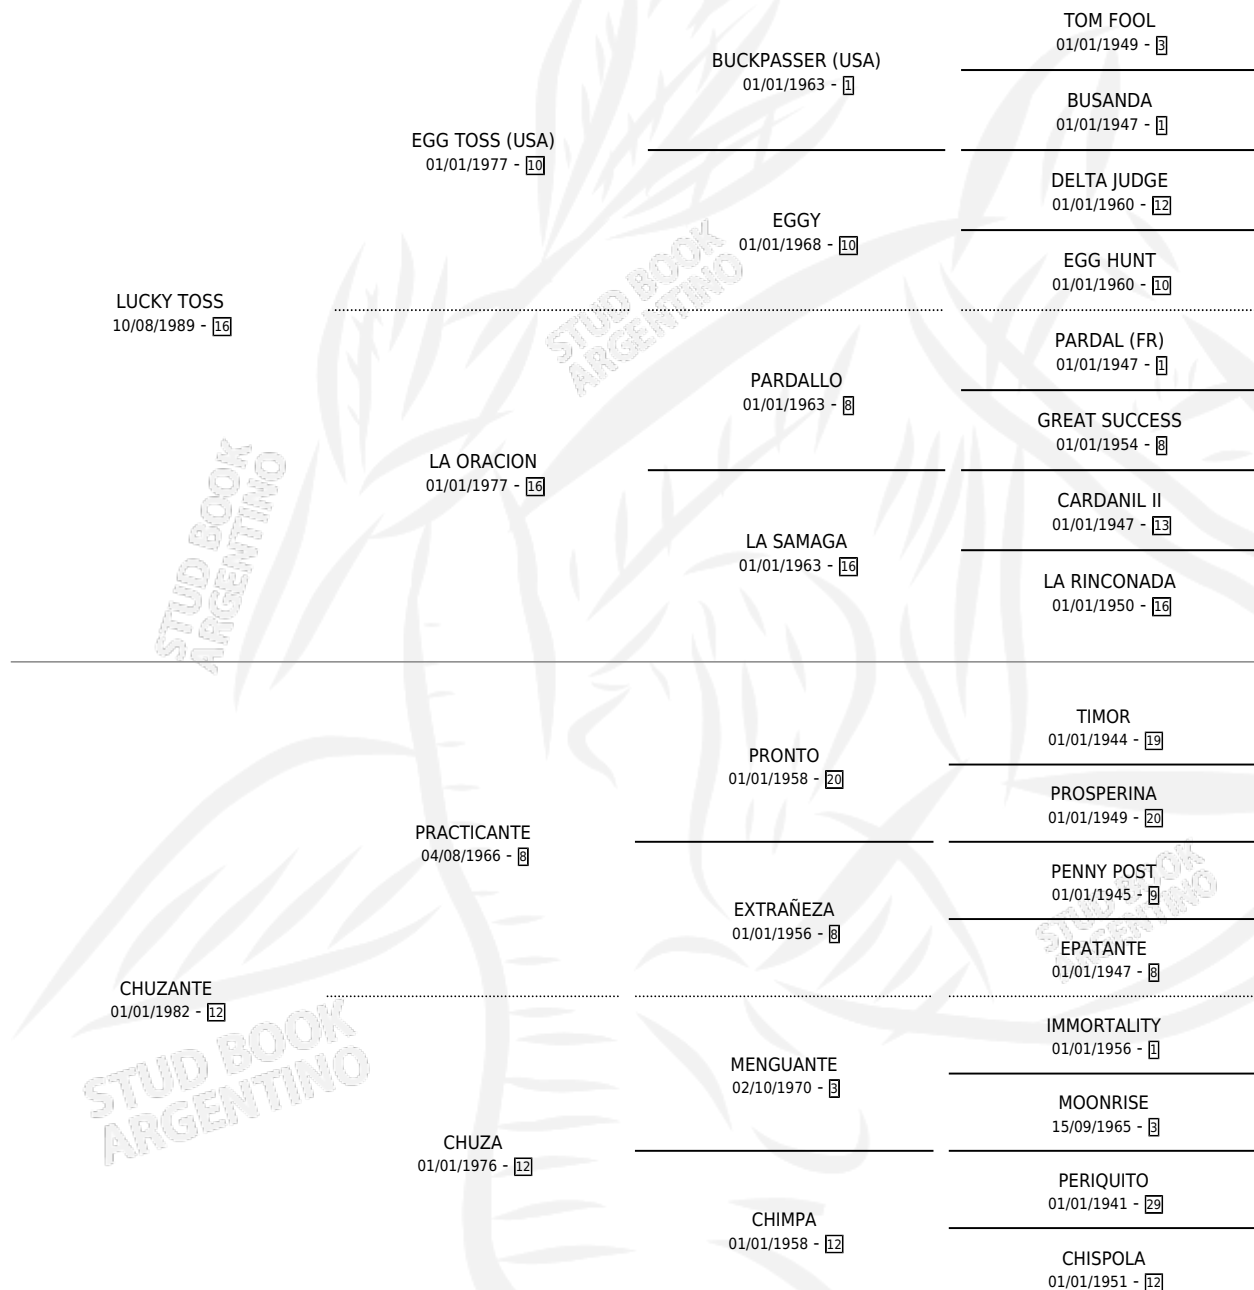 TOM FOOL
01/01/1949 - 3
BUCKPASSER (USA)
01/01/1963 - 1
BUSANDA
01/01/1947 - 1
EGG TOSS (USA)
01/01/1977 - 10
DELTA JUDGE
01/01/1960 - 12
EGGY
01/01/1968 - 10
EGG HUNT
01/01/1960 - 10
LUCKY TOSS
10/08/1989 - 16
PARDAL (FR)
01/01/1947 - 1
PARDALLO
01/01/1963 - 8
GREAT SUCCESS
01/01/1954 - 8
LA ORACION
01/01/1977 - 16
CARDANIL II
01/01/1947 - 13
LA SAMAGA
01/01/1963 - 16
LA RINCONADA
01/01/1950 - 16
TIMOR
01/01/1944 - 19
PRONTO
01/01/1958 - 20
PROSPERINA
01/01/1949 - 20
PRACTICANTE
04/08/1966 - 8
PENNY POST
01/01/1945 - 9
EXTRAÑEZA
01/01/1956 - 8
EPATANTE
01/01/1947 - 8
CHUZANTE
01/01/1982 - 12
IMMORTALITY
01/01/1956 - 1
MENGUANTE
02/10/1970 - 3
MOONRISE
15/09/1965 - 3
CHUZA
01/01/1976 - 12
PERIQUITO
01/01/1941 - 29
CHIMPA
01/01/1958 - 12
CHISPOLA
01/01/1951 - 12
STUD BOOK
ARGENTINO
STUD BOOK
ARGENTINO
STUD BOOK
ARGENTINO
STUD BOOK
ARGENTINO